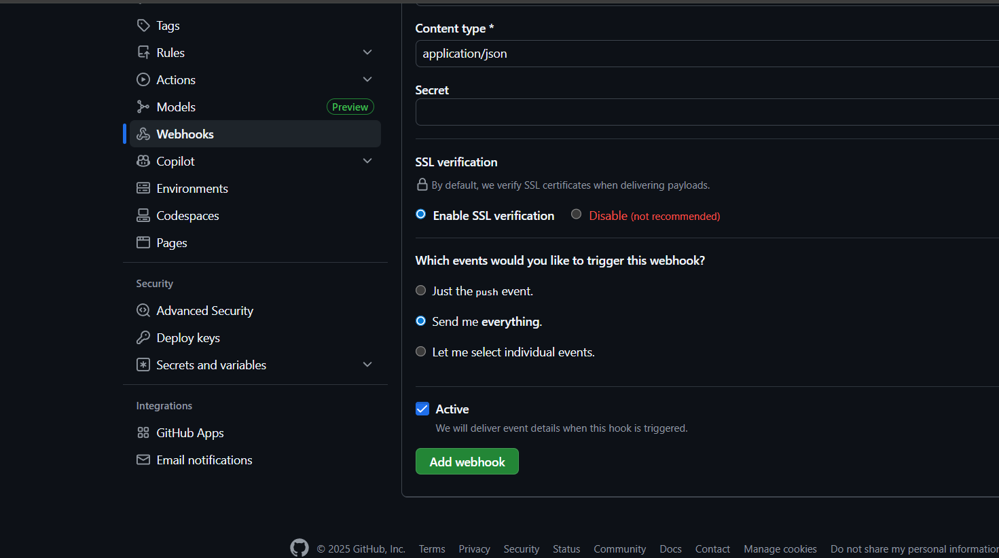 Tags
Rules
Actions
Models Preview
Webhooks
Copilot
Environments
Codespaces
Pages
Security
Advanced Security
Deploy keys
Secrets and variables
Integrations
GitHub Apps
Email notifications
Content type *
application/json
Secret
SSL verification
By default, we verify SSL certificates when delivering payloads.
Enable SSL verification Disable (not recommended)
Which events would you like to trigger this webhook?
Just the push event.
Send me everything.
Let me select individual events.
Active
We will deliver event details when this hook is triggered.
Add webhook
© 2025 GitHub, Inc. Terms Privacy Security Status Community Docs Contact Manage cookies Do not share my personal information